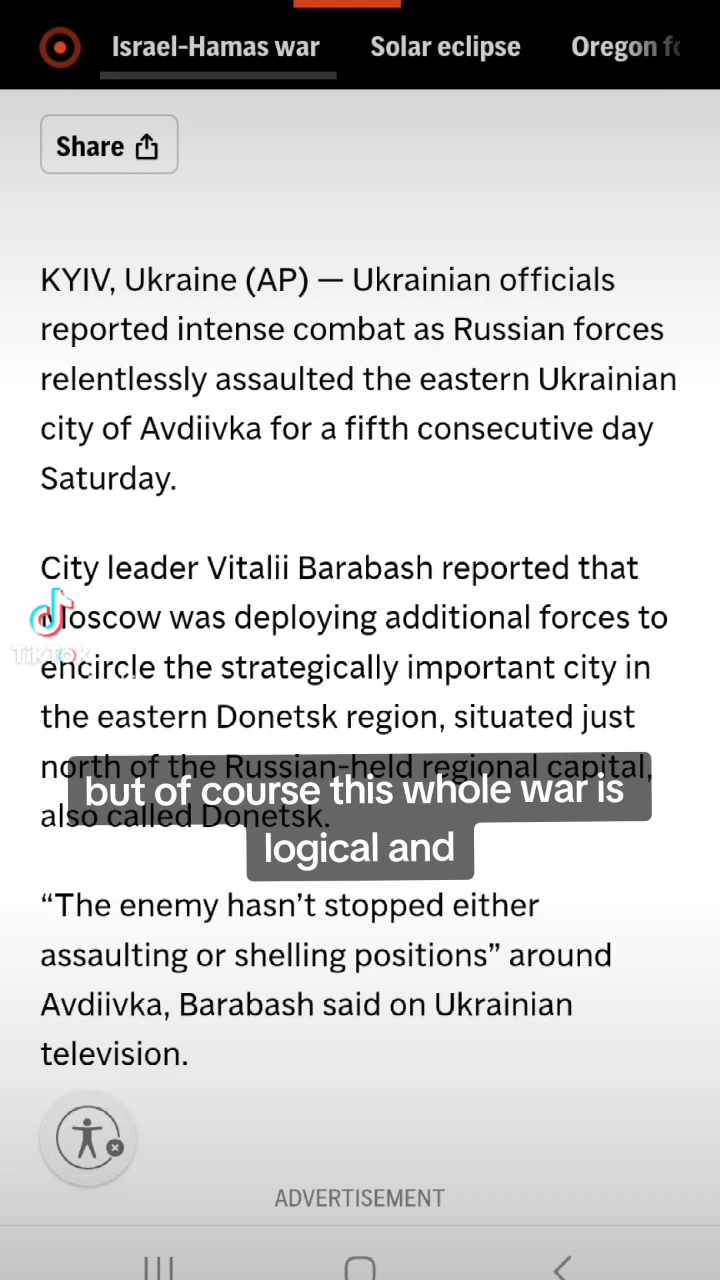 Israel-Hamas war Solar eclipse Oregon
Share
KYIV, Ukraine (AP) — Ukrainian officials
reported intense combat as Russian forces
relentlessly assaulted the eastern Ukrainian
city of Avdiivka for a fifth consecutive day
Saturday.
City leader Vitalii Barabash reported that
Moscow was deploying additional forces to
TikTok
encircle the strategically important city in
the eastern Donetsk region, situated just
north of the Russian-held regional capital,
but of course this whole war is
also called Donetsk.
logical and
“The enemy hasn’t stopped either
assaulting or shelling positions” around
Avdiivka, Barabash said on Ukrainian
television.
ADVERTISEMENT